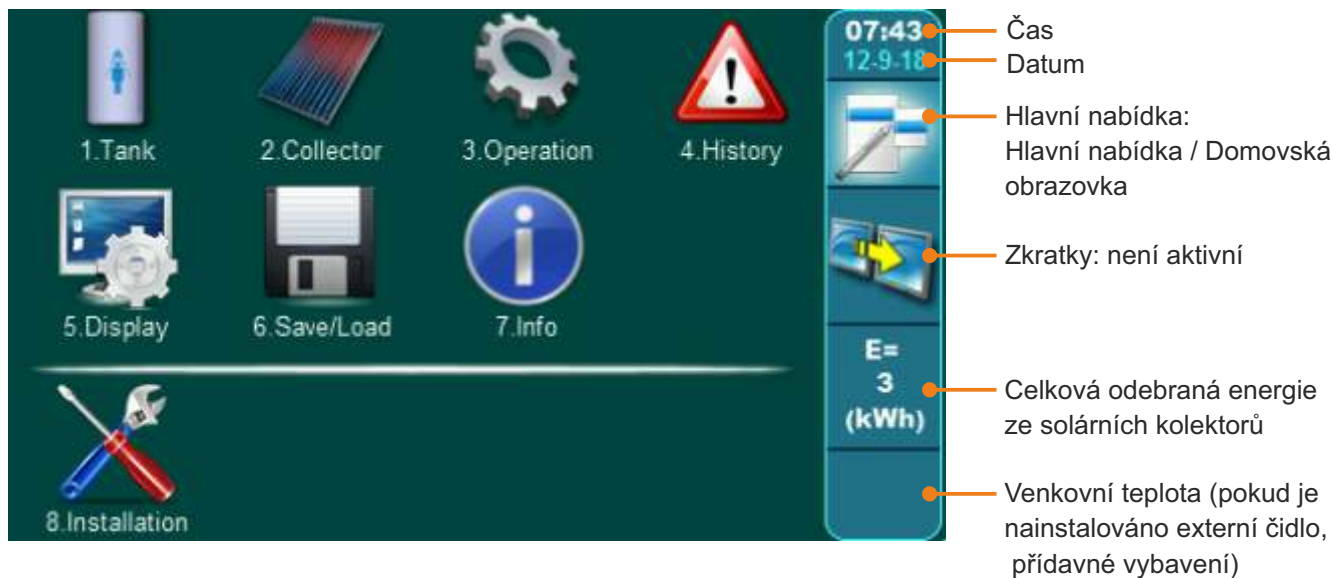 07:43
12-9-18
1.Tank
2.Collector
3.Operation
4.History
5.Display
6.Save/Load
7.Info
E=
3
(kWh)
8.Installation
Čas
Datum
Hlavní nabídka:
Hlavní nabídka / Domovská
obrazovka
Zkratky: není aktivní
Celková odebraná energie
ze solárních kolektorů
Venkovní teplota (pokud je
nainstalováno externí čidlo,
přídavné vybavení)